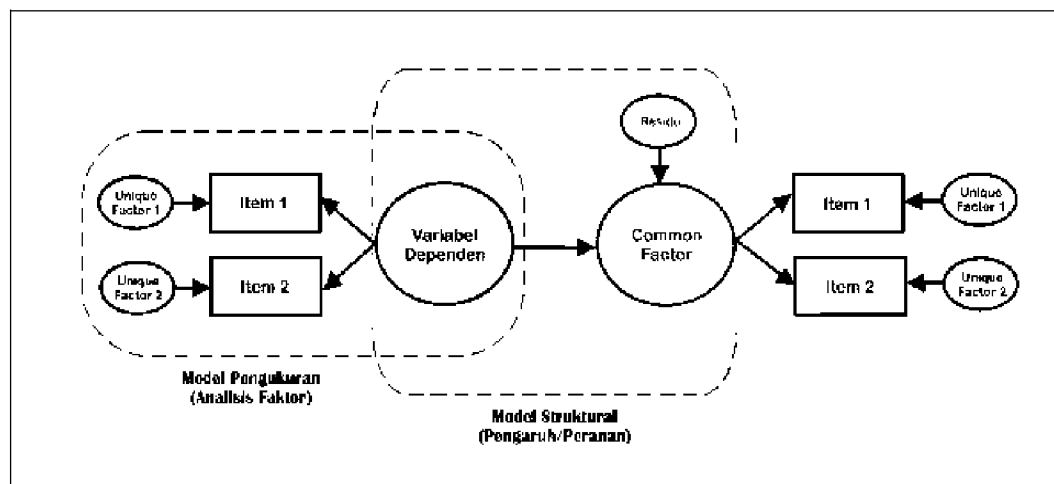 Residu
Unique
Factor 1
Item 1
Unique
Factor 2
Item 2
Variabel
Dependen
Common
Factor
Item 1
Unique
Factor 1
Item 2
Unique
Factor 2
Model Pengukuran
(Analisis Faktor)
Model Struktural
(Pengaruh/Peranan)